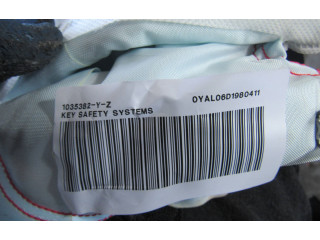 1035382-Y-Z
0YAL06D1980411
KEY SAFETY SYSTEMS